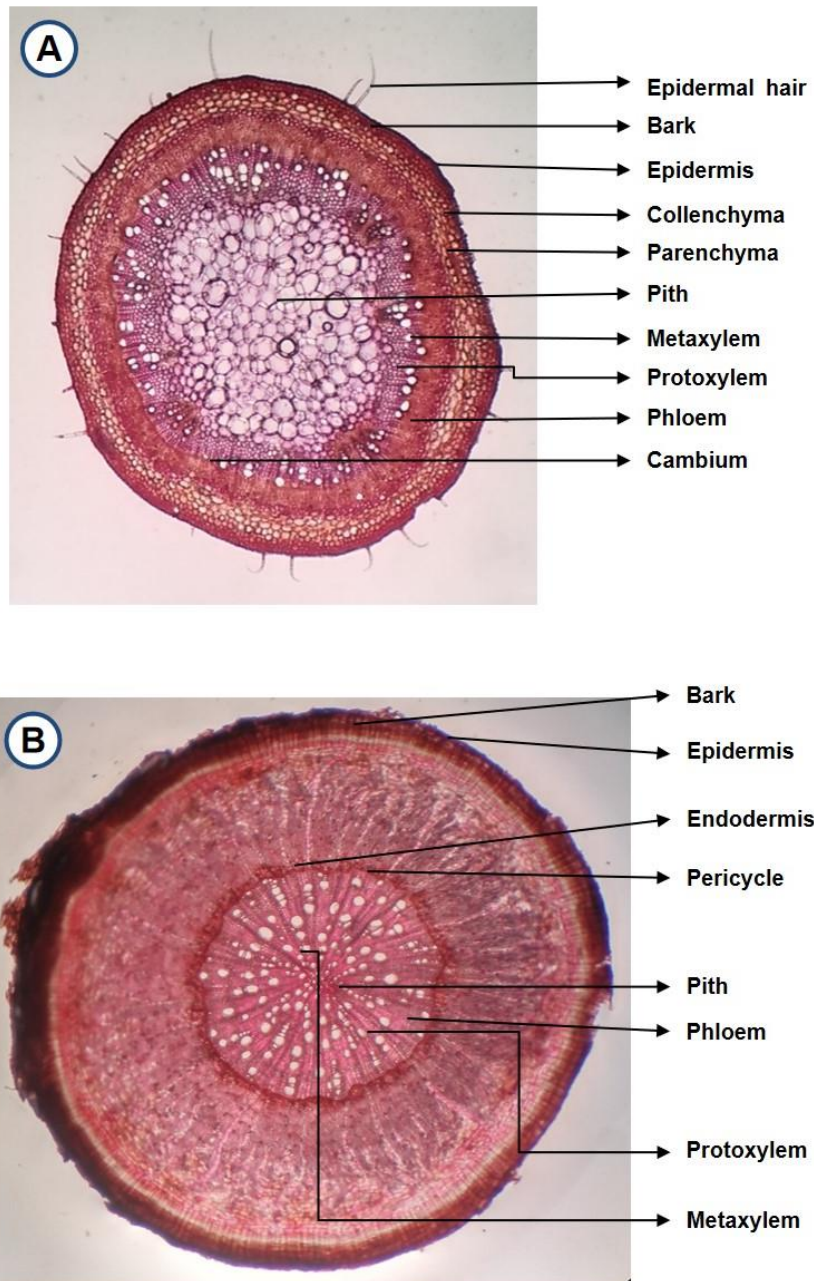 A
Epidermal hair
Bark
Epidermis
Collenchyma
Parenchyma
Pith
Metaxylem
Protoxylem
Phloem
Cambium
B
Bark
Epidermis
Endodermis
Pericycle
Pith
Phloem
Protoxylem
Metaxylem